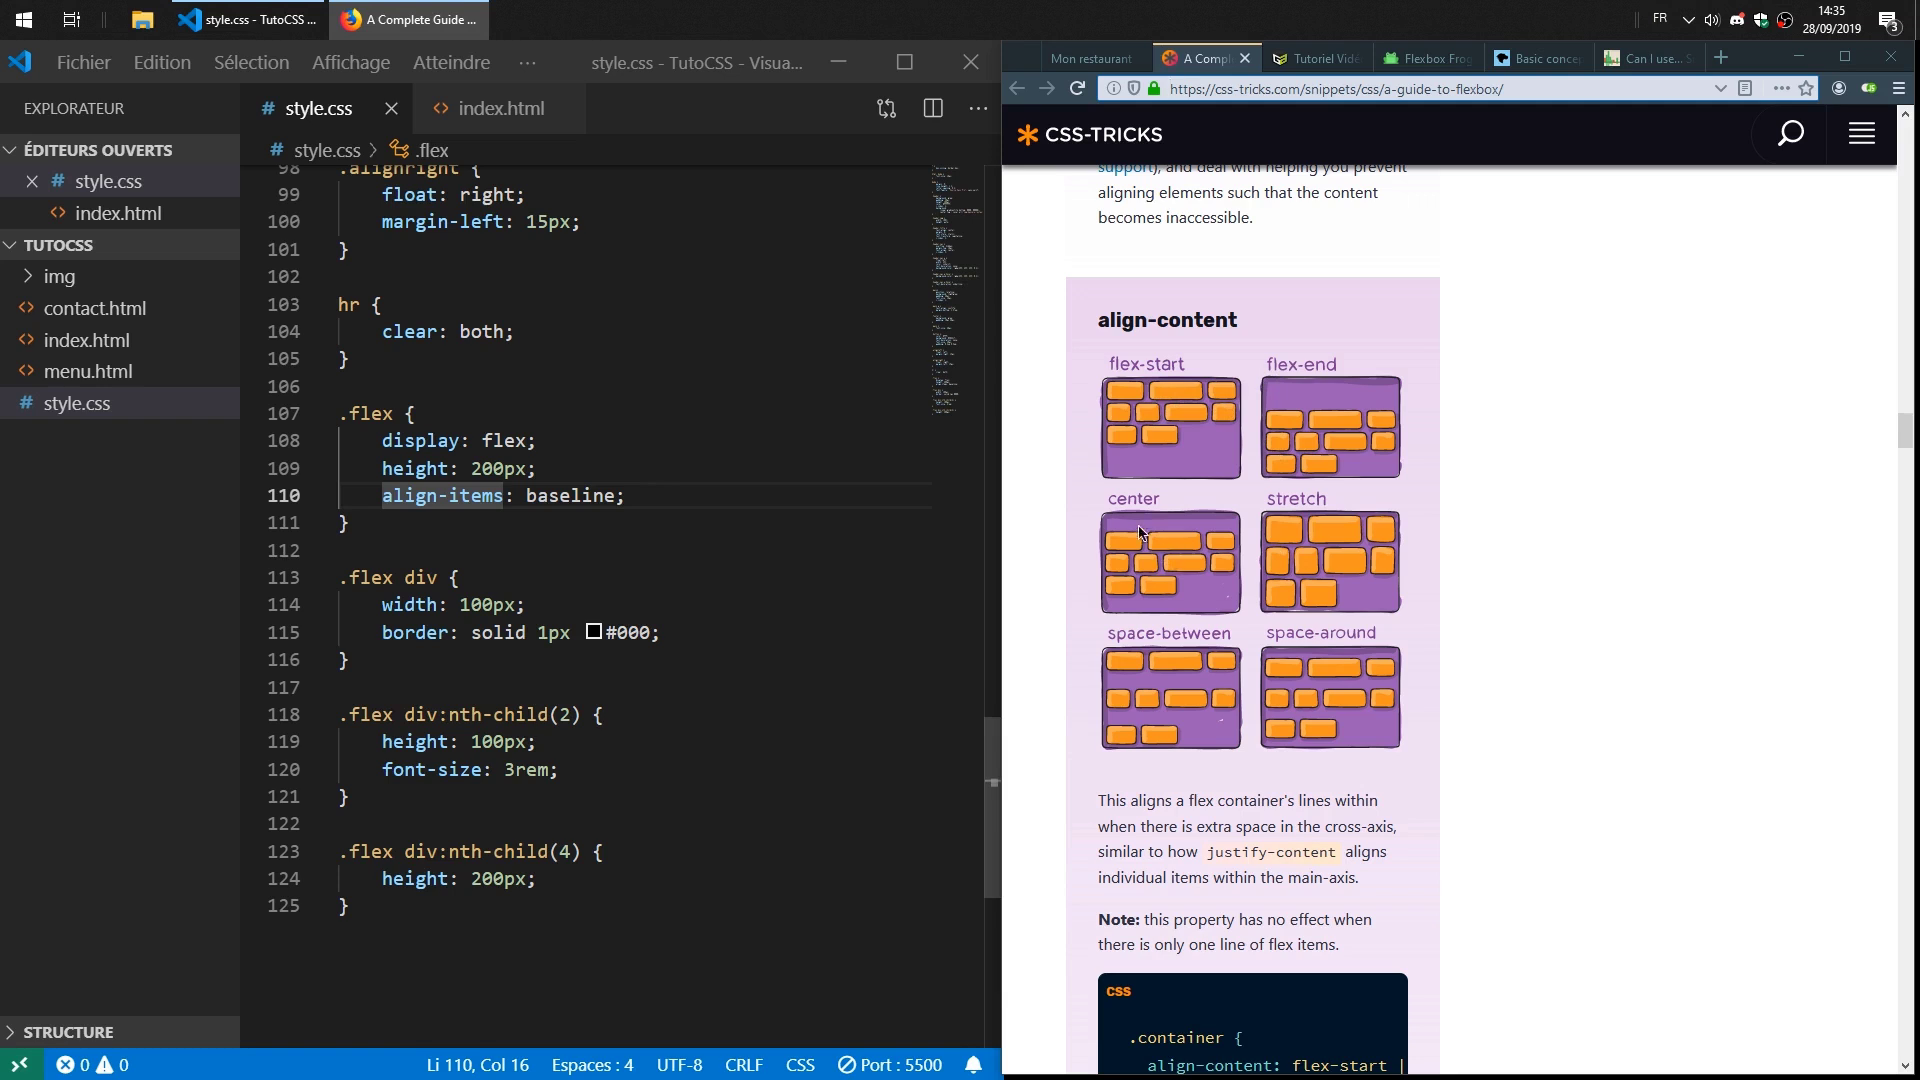 style.css - TutoCSS ...
A Complete Guide ...
FR
14:35
28/09/2019
3
Fichier
Edition
Sélection
Affichage
Atteindre
...
style.css - TutoCSS - Visua...
EXPLORATEUR
ÉDITEURS OUVERTS
# style.css
<> index.html
TUTOCSS
img
<> contact.html
<> index.html
<> menu.html
# style.css
STRUCTURE
# style.css
<> index.html
# style.css > .flex
98 .alignright {
99 float: right;
100 margin-left: 15px;
101 }
102
103 hr {
104 clear: both;
105 }
106
107 .flex {
108 display: flex;
109 height: 200px;
110 align-items: baseline;
111 }
112
113 .flex div {
114 width: 100px;
115 border: solid 1px #000;
116 }
117
118 .flex div:nth-child(2) {
119 height: 100px;
120 font-size: 3rem;
121 }
122
123 .flex div:nth-child(4) {
124 height: 200px;
125 }
0 0
Li 110, Col 16
Espaces : 4
UTF-8
CRLF
CSS
Port : 5500
Mon restaurant
A Compl
Tutoriel Vidé
Flexbox Frog
Basic conce
Can I use... S
https://css-tricks.com/snippets/css/a-guide-to-flexbox/
CSS-TRICKS
support), and deal with helping you prevent
aligning elements such that the content
becomes inaccessible.
align-content
flex-start
flex-end
center
stretch
space-between
space-around
This aligns a flex container's lines within
when there is extra space in the cross-axis,
similar to how justify-content aligns
individual items within the main-axis.
Note: this property has no effect when
there is only one line of flex items.
CSS
.container {
align-content: flex-start |